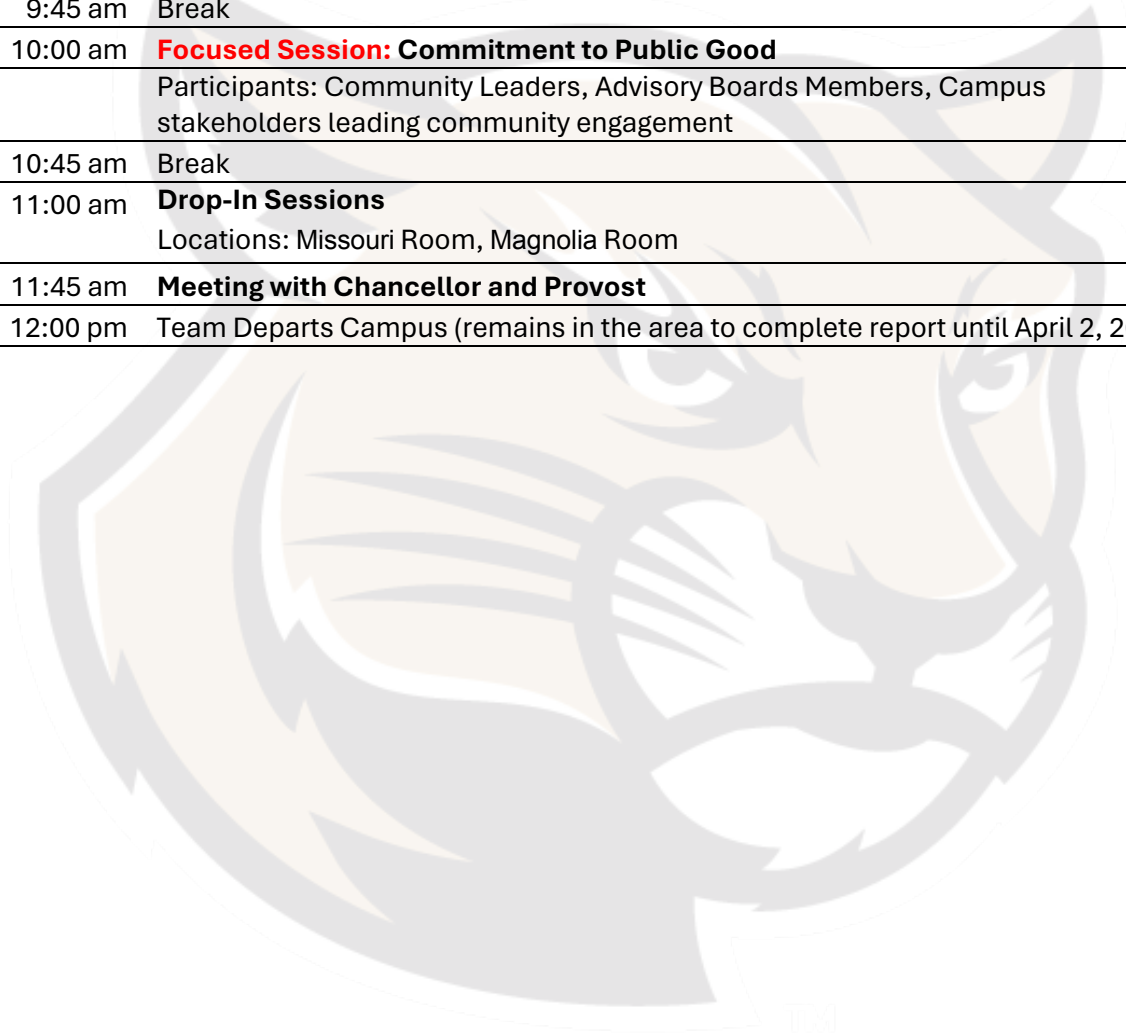 9:45 am Break
10:00 am Focused Session: Commitment to Public Good
Participants: Community Leaders, Advisory Boards Members, Campus
stakeholders leading community engagement
10:45 am Break
11:00 am Drop-In Sessions
Locations: Missouri Room, Magnolia Room
11:45 am Meeting with Chancellor and Provost
12:00 pm Team Departs Campus (remains in the area to complete report until April 2,